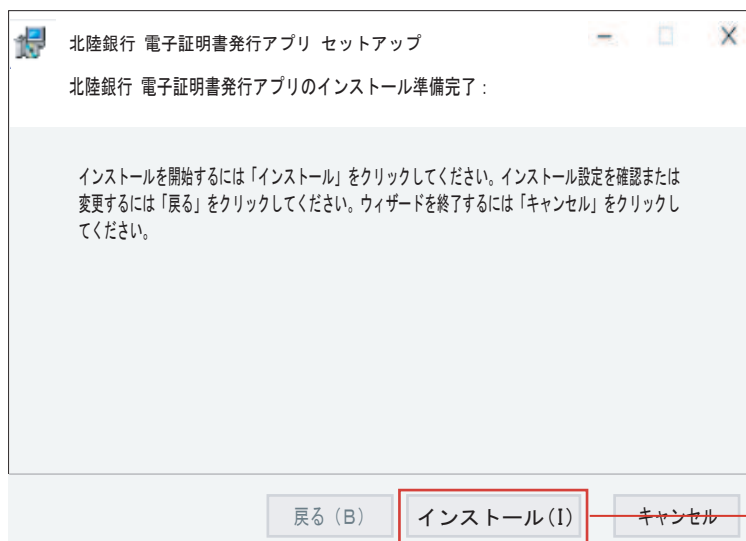 北陸銀行 電子証明書発行アプリ セットアップ
北陸銀行 電子証明書発行アプリのインストール準備完了：
インストールを開始するには「インストール」をクリックしてください。インストール設定を確認または
変更するには「戻る」をクリックしてください。ウィザードを終了するには「キャンセル」をクリックし
てください。
戻る（B） インストール(I) キャンセル